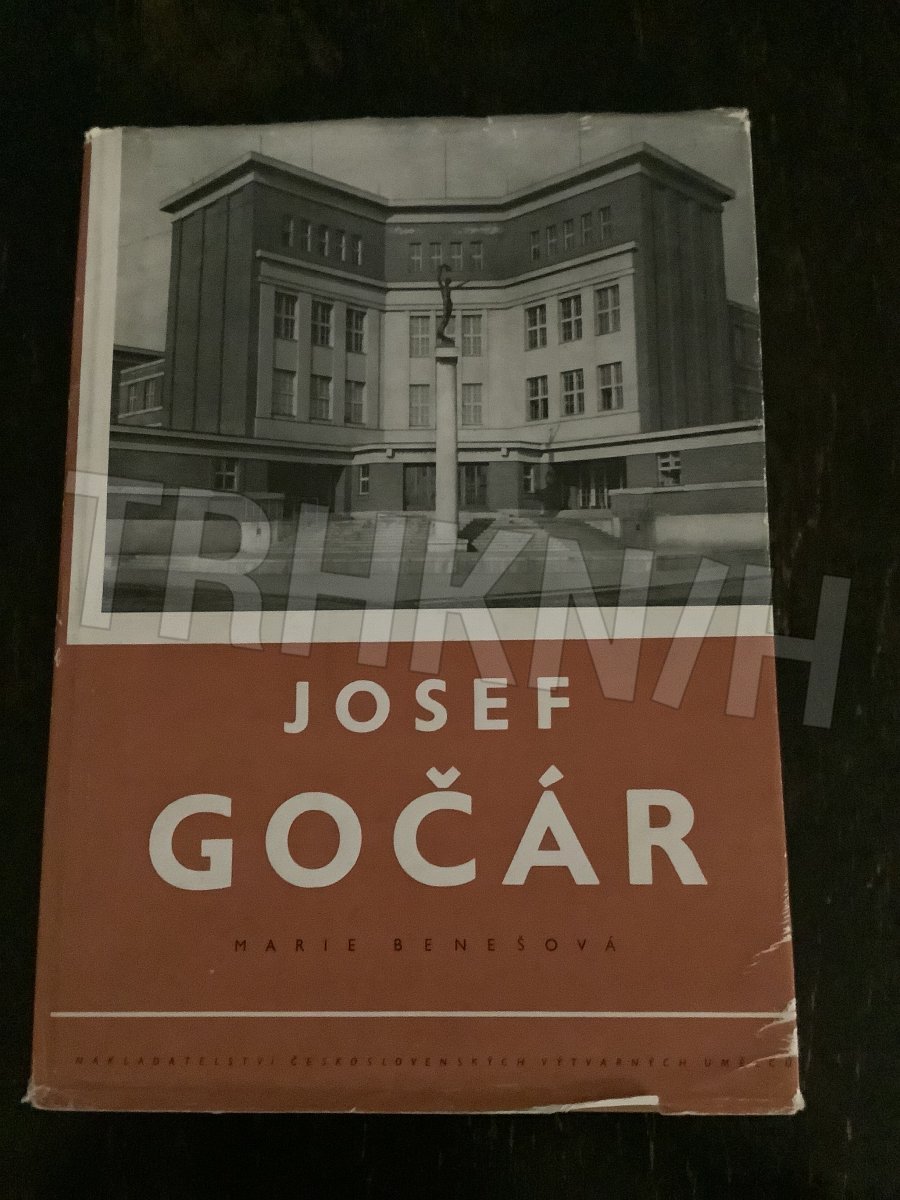 TRHKNIH
JOSEF
GOČÁR
MARIE BENEŠOVÁ
NAKLADATELSTVÍ ČESKOSLOVENSKÝCH VÝTVARNÝCH UMĚLCŮ